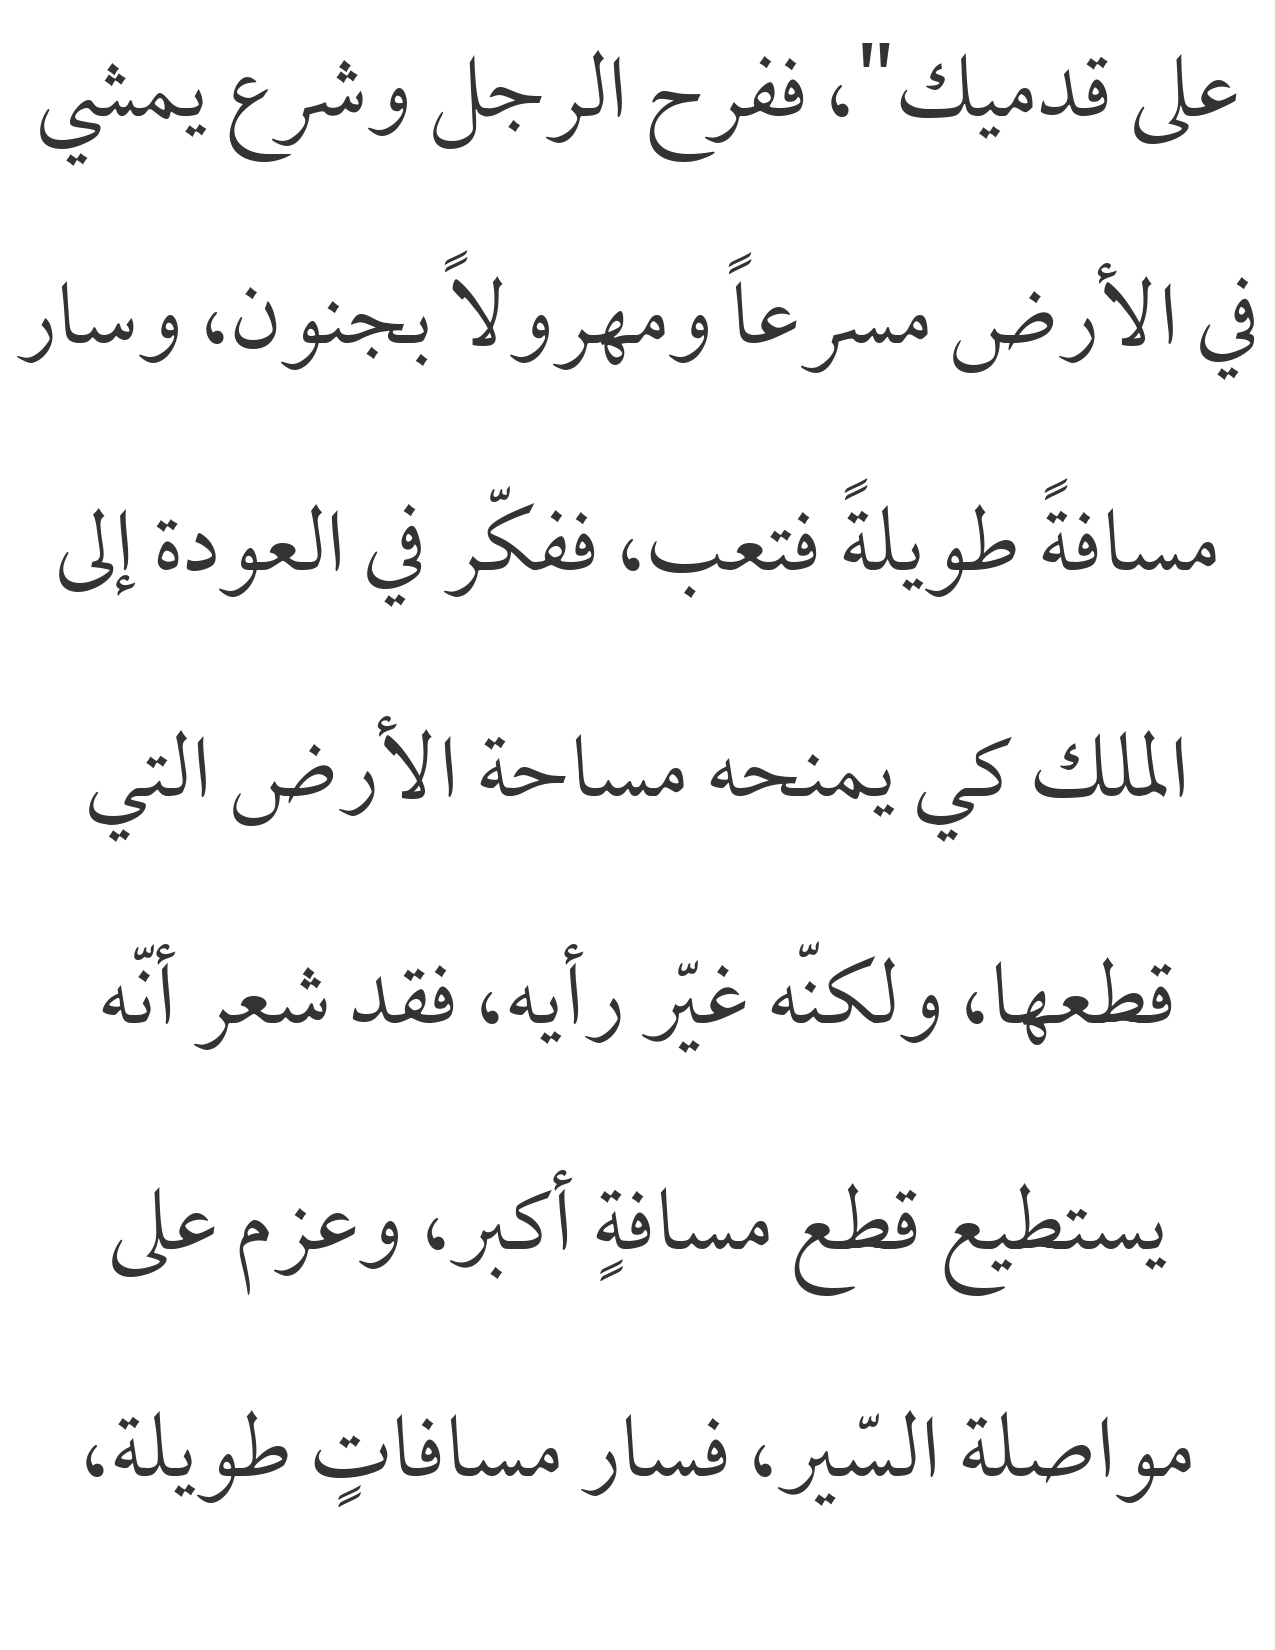 على قدميك"، ففرح الرجل وشرع يمشي
في الأرض مسرعاً ومهرولاً بجنون، وسار
مسافةً طويلةً فتعب، ففكّر في العودة إلى
الملك كي يمنحه مساحة الأرض التي
قطعها، ولكنّه غيّر رأيه، فقد شعر أنّه
يستطيع قطع مسافةٍ أكبر، وعزم على
مواصلة السّير، فسار مسافاتٍ طويلة،